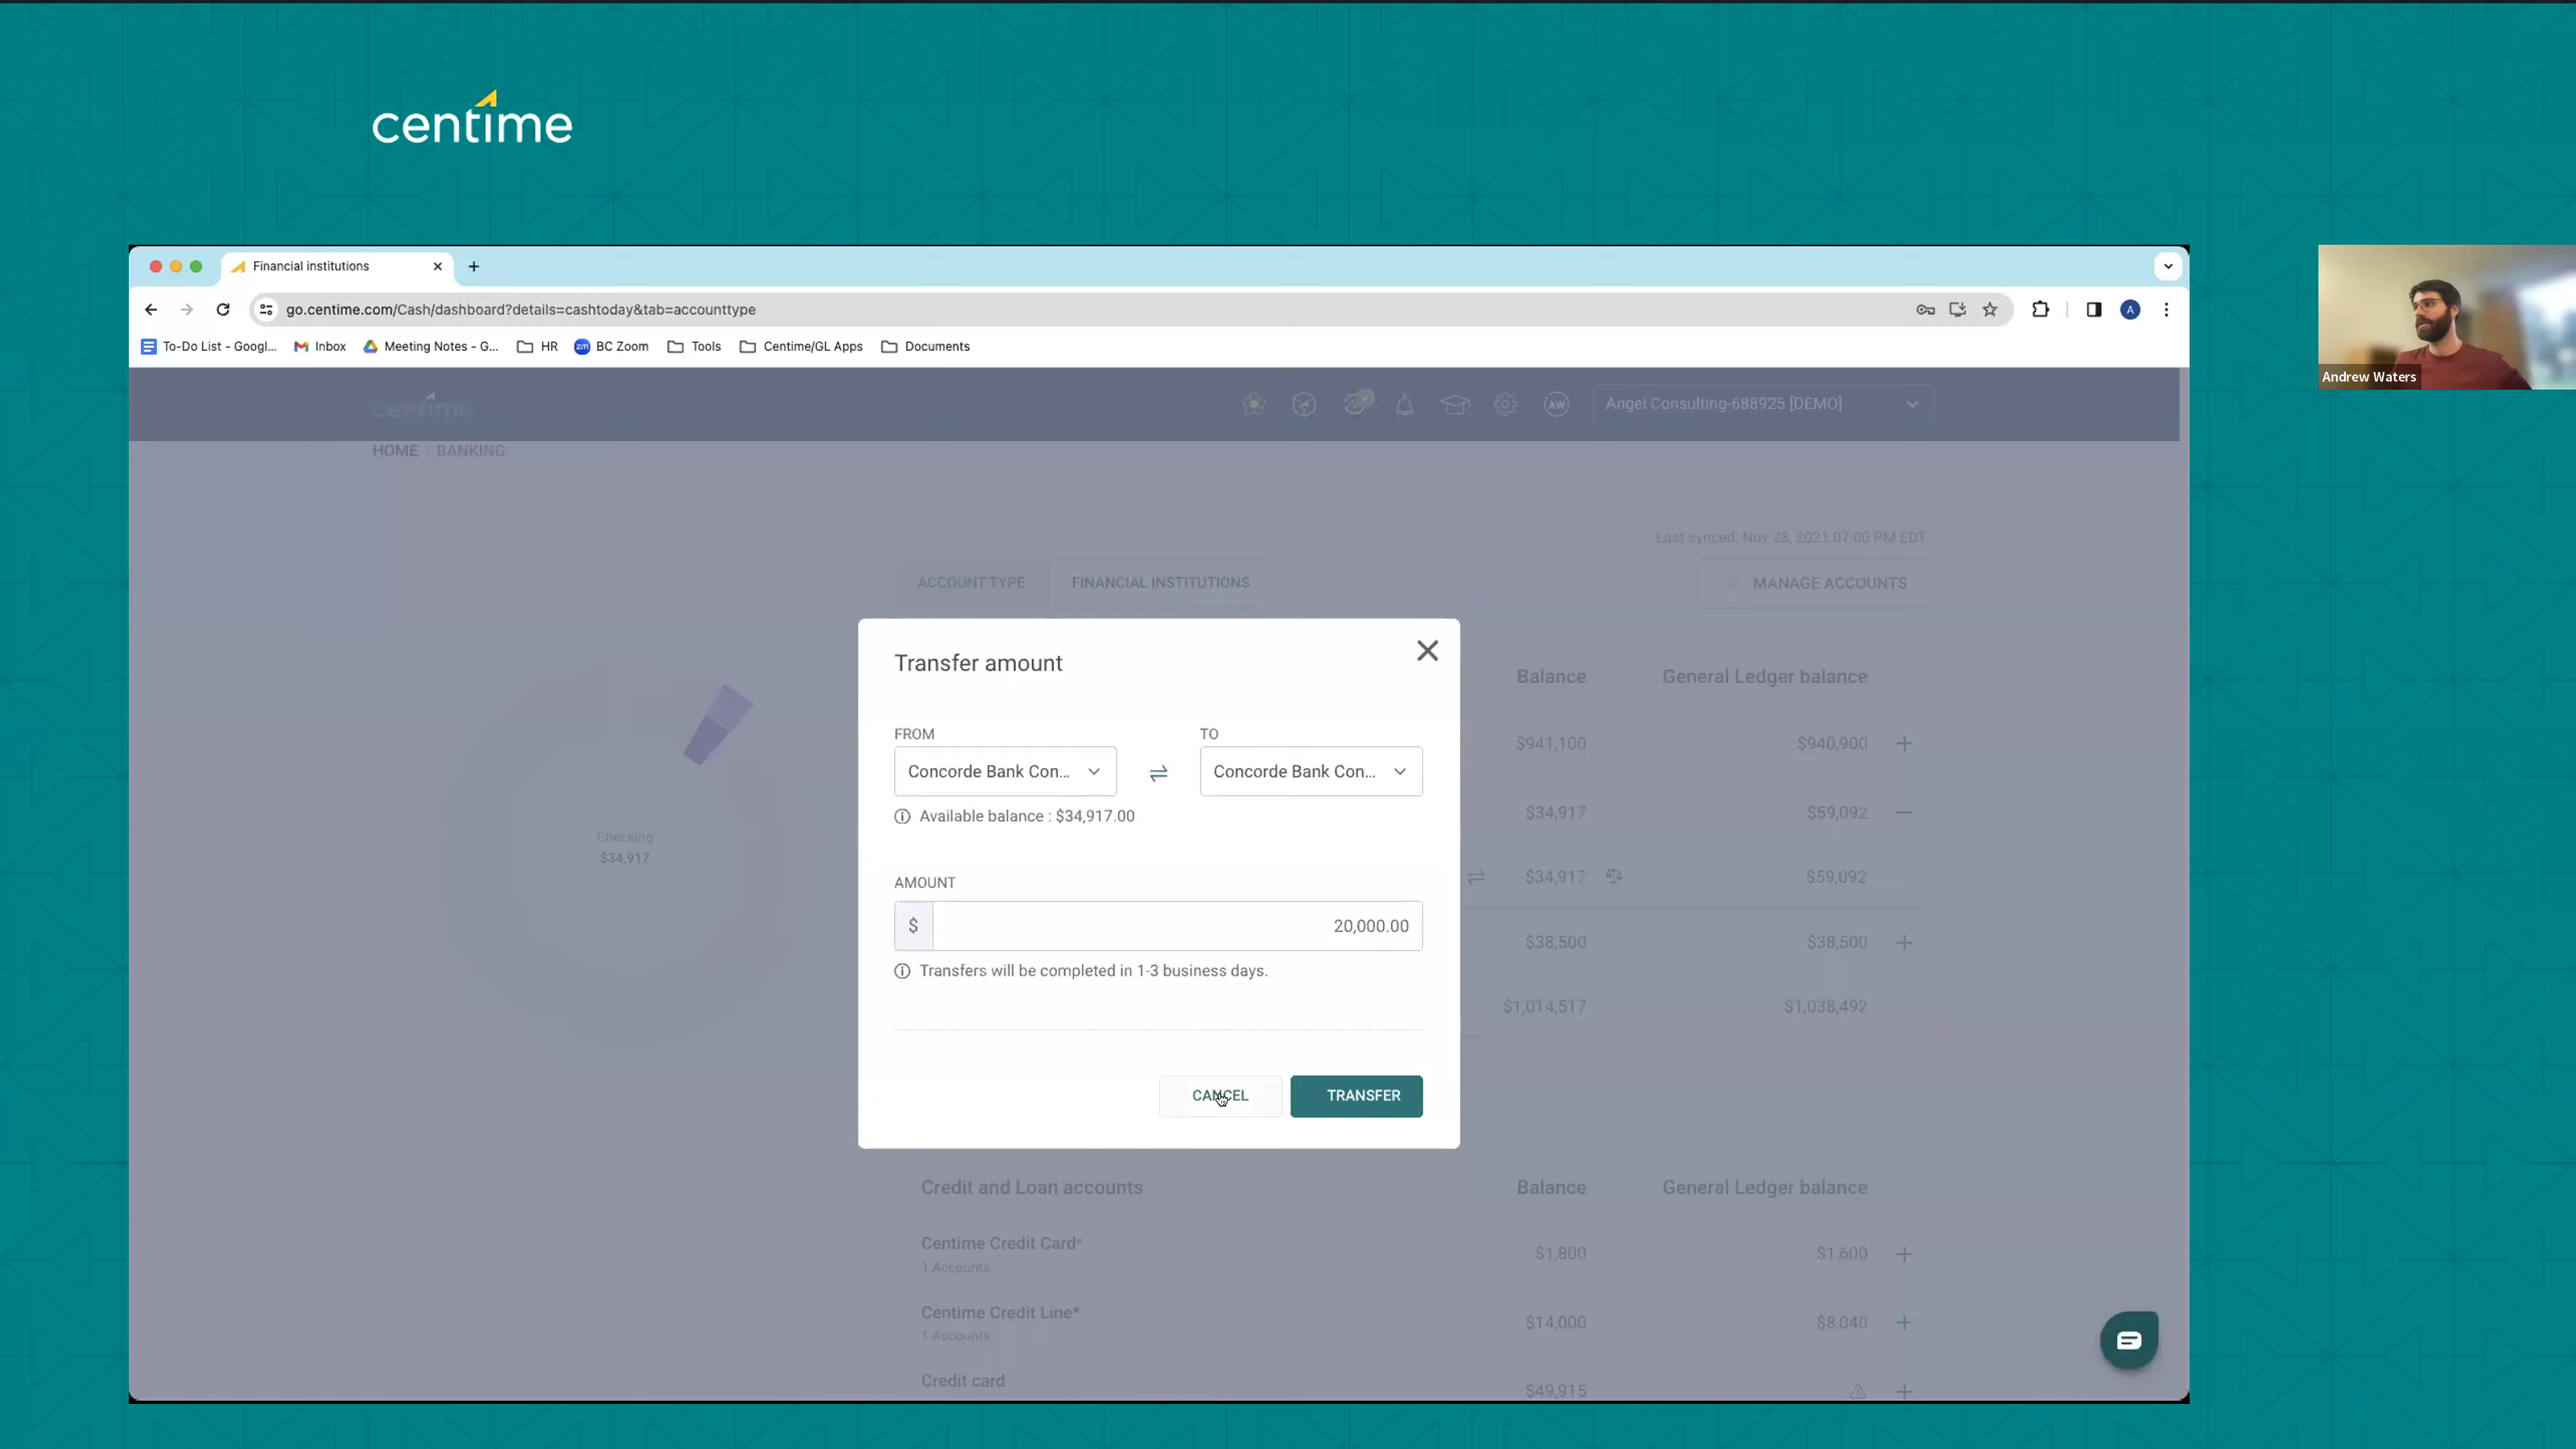 centime
Financial institutions
go.centime.com/Cash/dashboard?details=cashtoday&tab=accounttype
A
To-Do List - Googl...
Inbox
Meeting Notes - G...
HR
zm
BC Zoom
Tools
Centime/GL Apps
Documents
Andrew Waters
centime
AW
Angel Consulting-688925 [DEMO]
HOME
BANKING
Last synced: Nov 28, 2021 07:00 PM EDT
ACCOUNT TYPE
FINANCIAL INSTITUTIONS
MANAGE ACCOUNTS
Transfer amount
Balance
General Ledger balance
FROM
TO
$941,100
$940,900
Concorde Bank Con...
Concorde Bank Con...
Available balance : $34,917.00
$34,917
$59,092
Checking
$34,917
AMOUNT
$34,917
$59,092
$
20,000.00
$38,500
$38,500
Transfers will be completed in 1-3 business days.
$1,014,517
$1,038,492
CANCEL
TRANSFER
Credit and Loan accounts
Balance
General Ledger balance
Centime Credit Card*
1 Accounts
$1,800
$1,600
Centime Credit Line*
1 Accounts
$14,000
$8,040
Credit card
$49,915